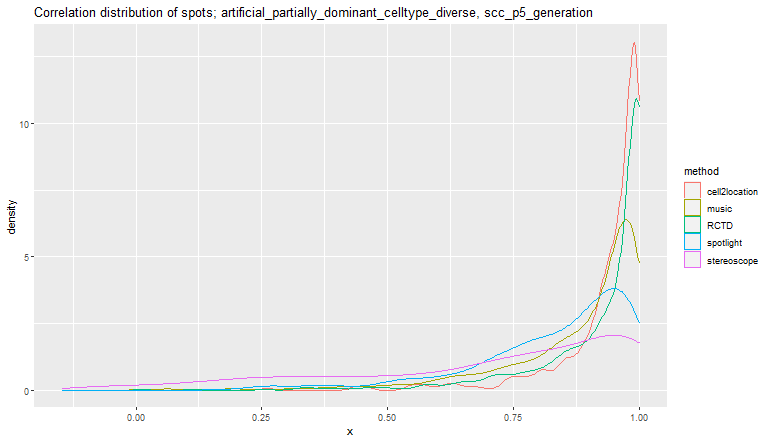 Correlation distribution of spots; artificial_partially_dominant_celltype_diverse, scc_p5_generation
10
5
0
density
0.00 0.25 0.50 0.75 1.00
x
method
cell2location
music
RCTD
spotlight
stereoscope